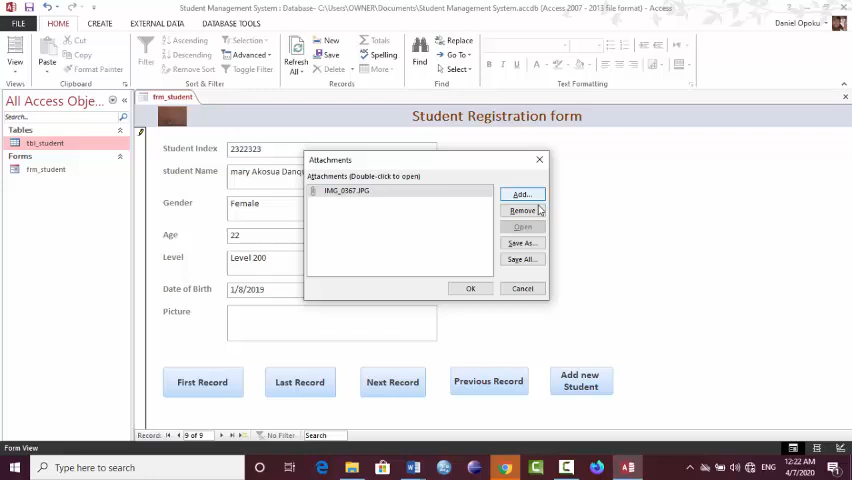 Student Management System : Database- C:\Users\OWNER\Documents\Student Management System.accdb (Access 2007 - 2013 file format) - Access
FILE HOME CREATE EXTERNAL DATA DATABASE TOOLS Daniel Opoku
View Paste Cut Copy Format Painter
Views Clipboard
Filter Ascending Descending Remove Sort Selection Advanced Toggle Filter
Sort & Filter
Refresh All New Save Delete Totals Spelling More
Records
Find Replace Go To Select
Find
B I U A
Text Formatting
All Access Obje...
Search...
Tables
tbl_student
Forms
frm_student
frm_student
Student Registration form
Student Index 2322323
student Name mary Akosua Danqu
Gender Female
Age 22
Level Level 200
Date of Birth 1/8/2019
Picture
Attachments
Attachments (Double-click to open)
IMG_0367.JPG
Add...
Remove
Open
Save As...
Save All...
OK Cancel
First Record Last Record Next Record Previous Record Add new Student
Record: 9 of 9 No Filter Search
Form View
Type here to search
ENG
12:22 AM
4/7/2020
1